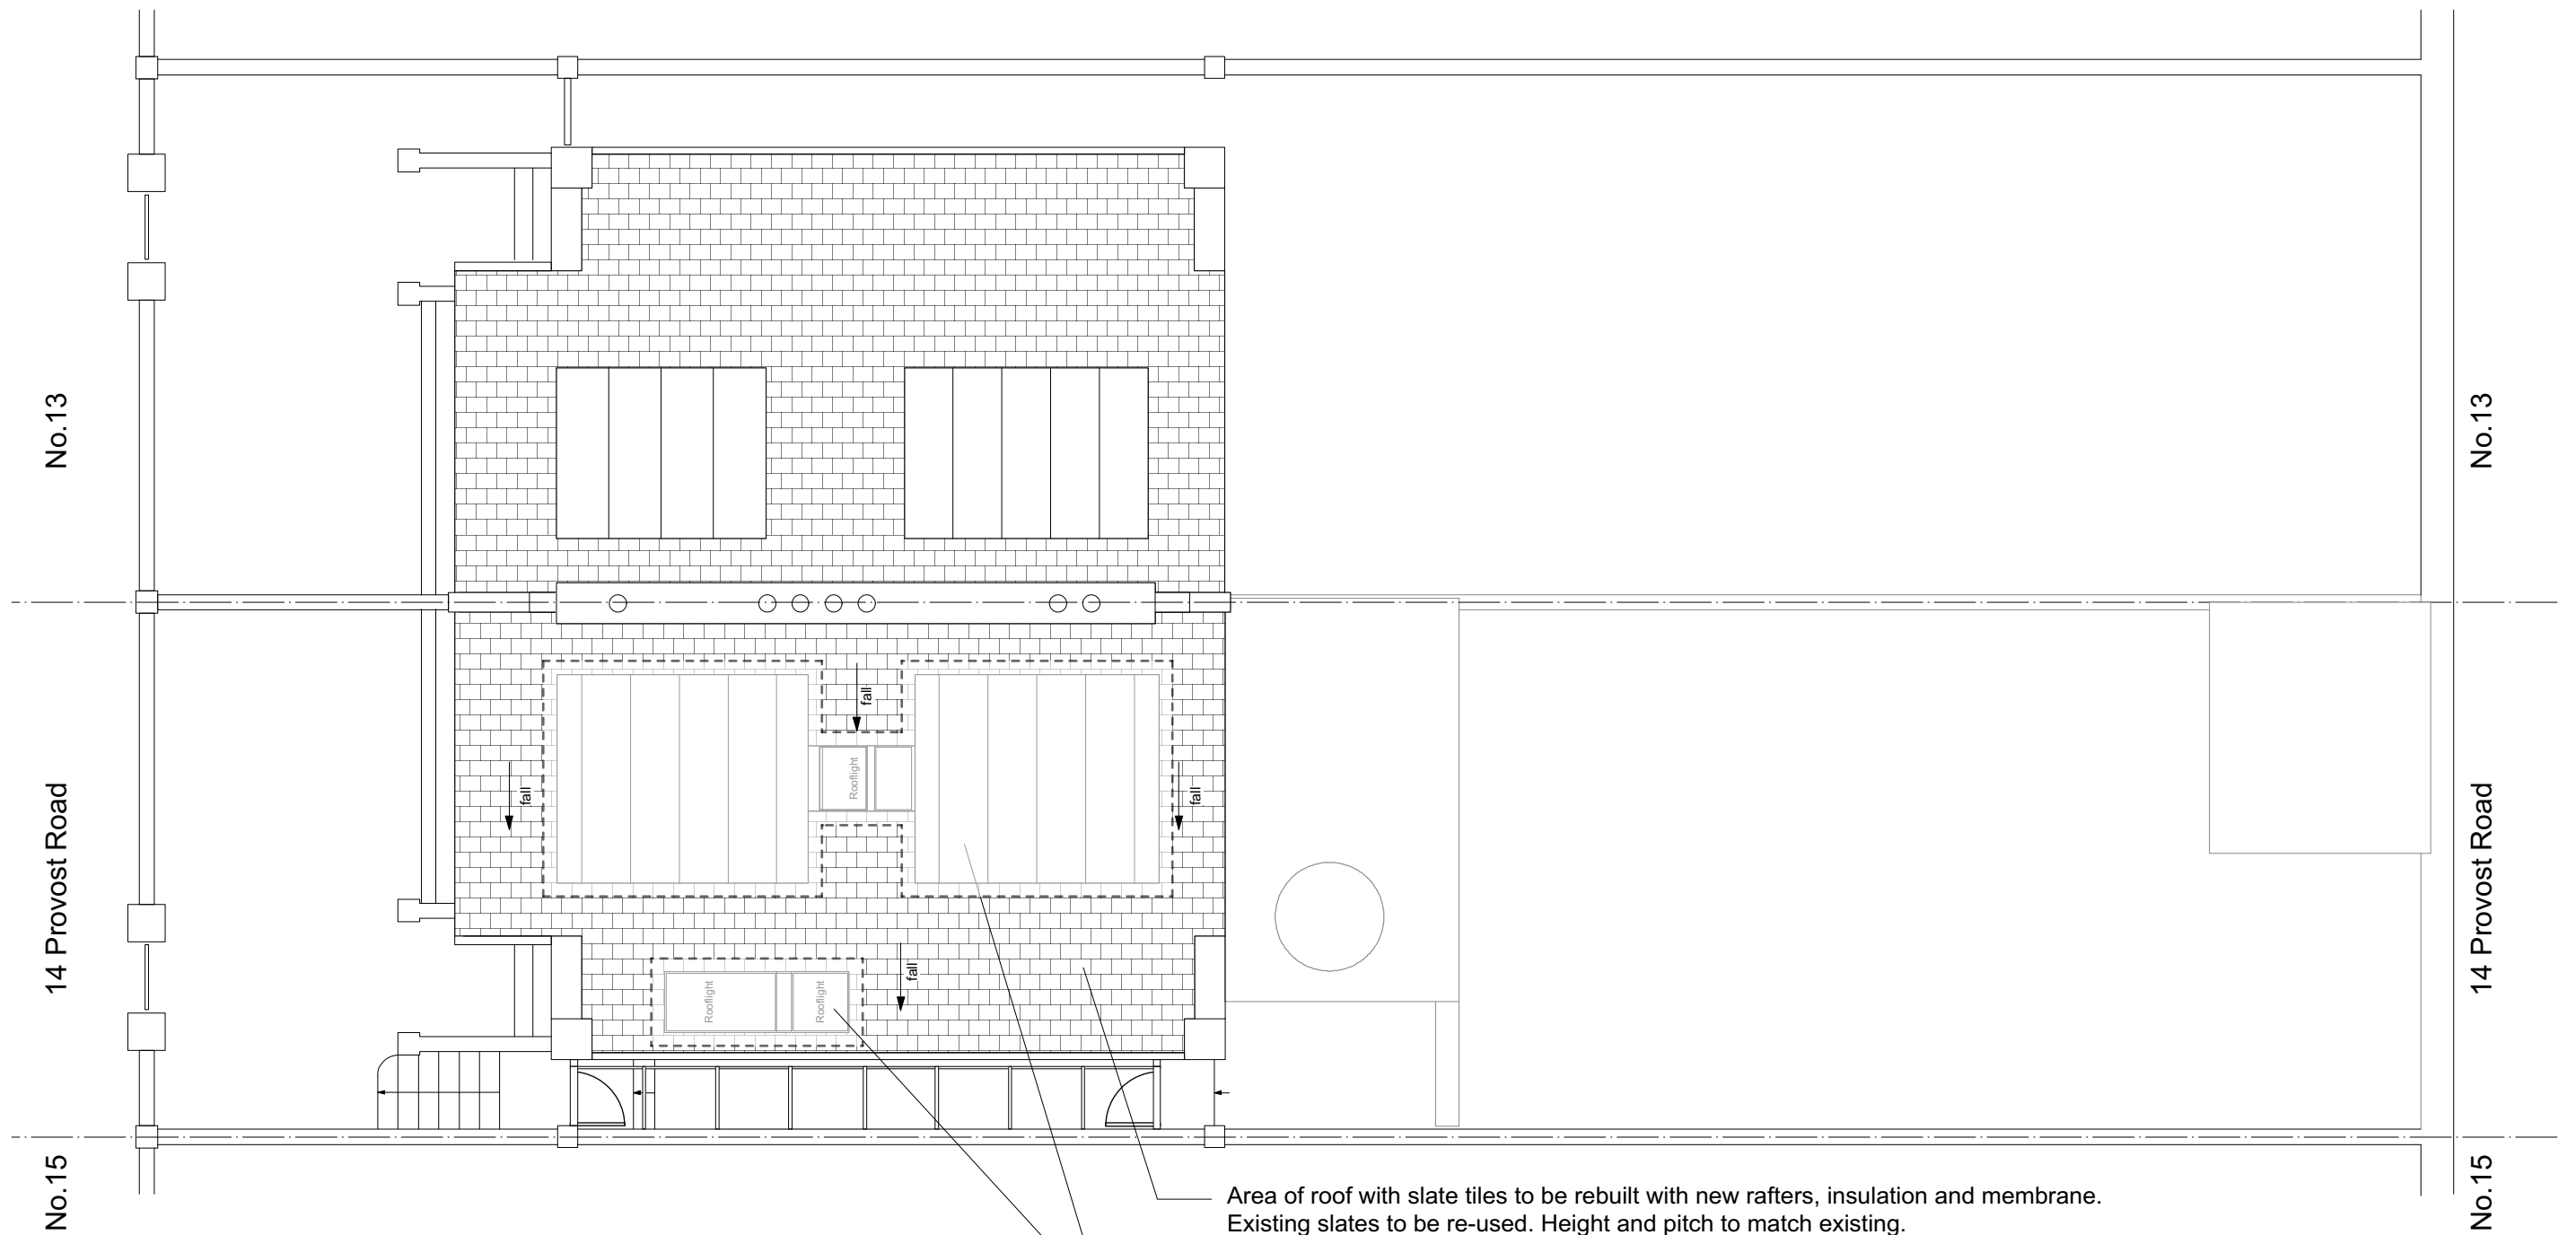 No.13
No.13
fall
Rooflight
fall
fall
14 Provost Road
14 Provost Road
fall
Rooflight
Rooflight
No.15
No.15
Area of roof with slate tiles to be rebuilt with new rafters, insulation and membrane.
Existing slates to be re-used. Height and pitch to match existing.